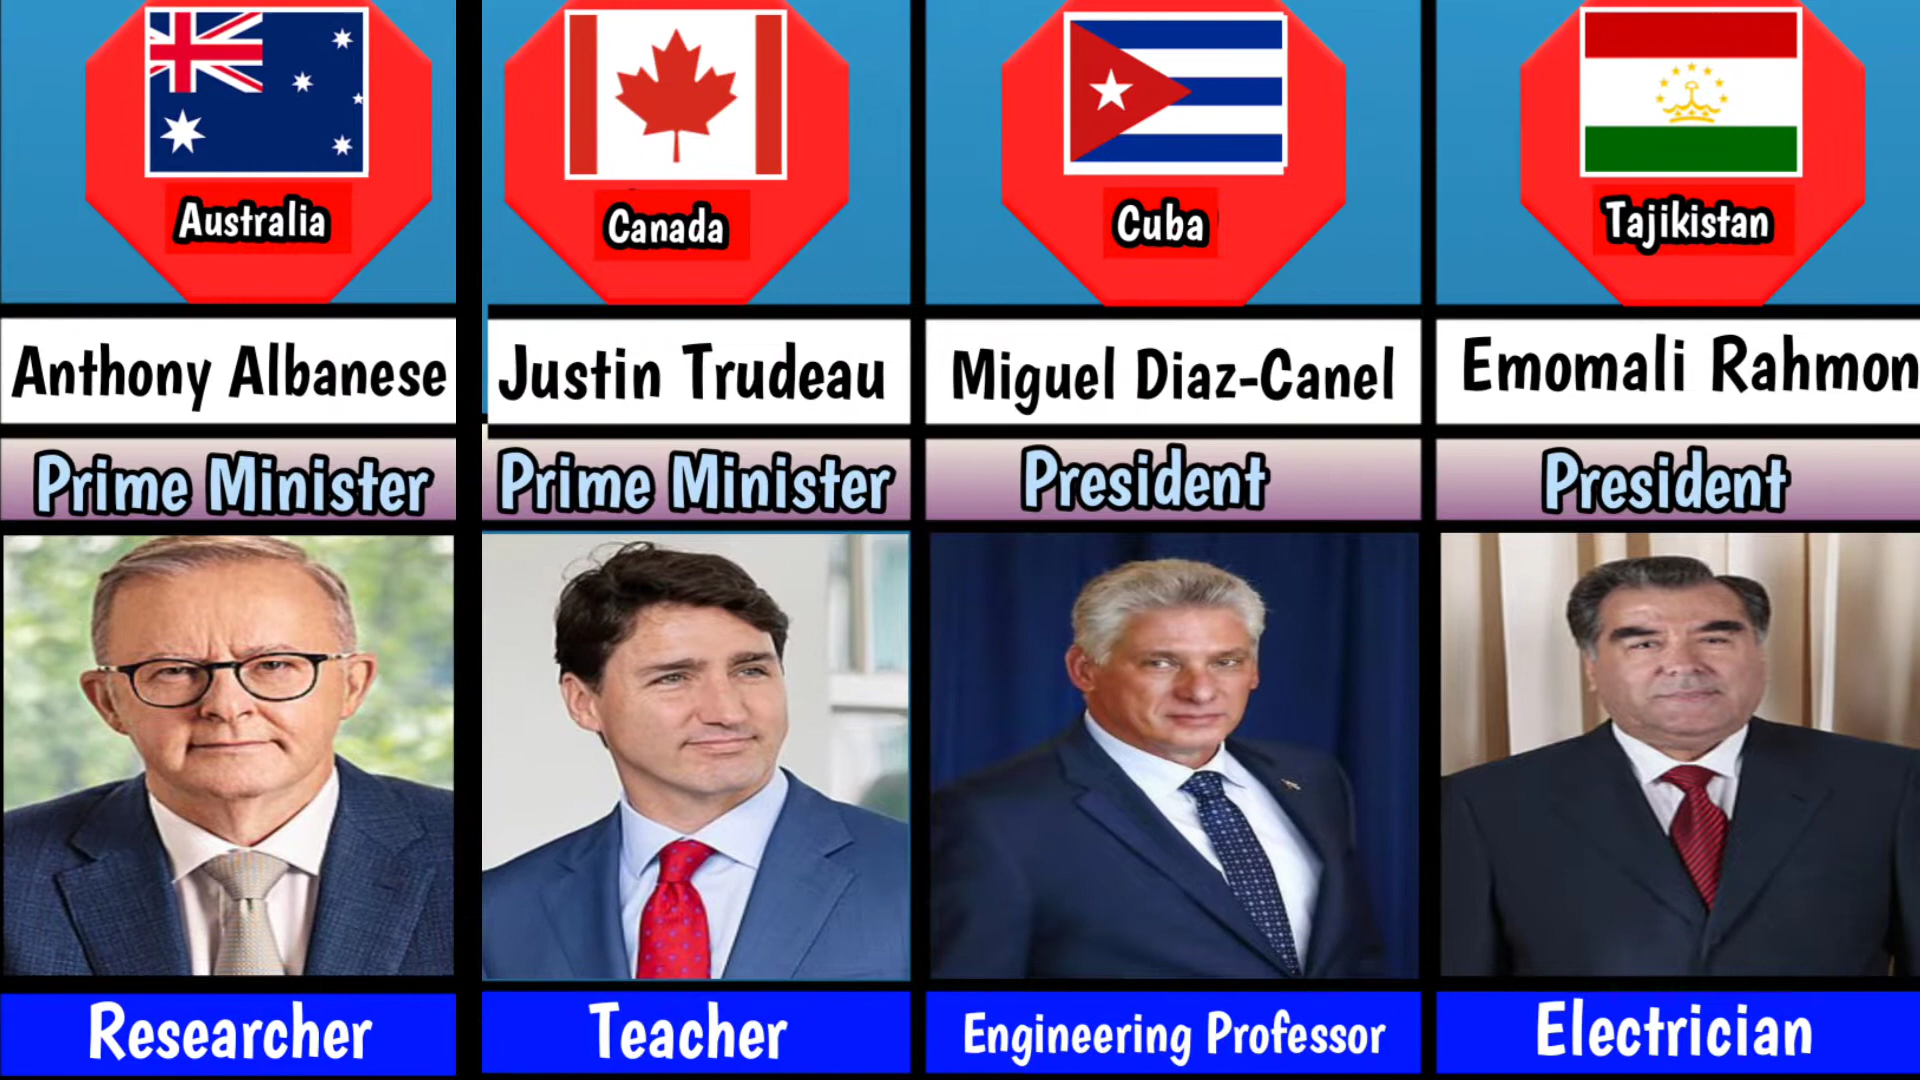 Australia
Canada
Cuba
Tajikistan
Anthony Albanese
Justin Trudeau
Miguel Diaz-Canel
Emomali Rahmon
Prime Minister
Prime Minister
President
President
Researcher
Teacher
Engineering Professor
Electrician